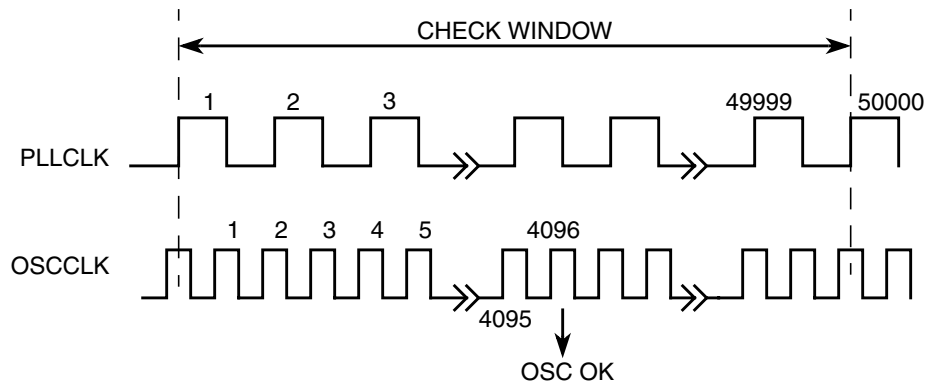 CHECK WINDOW
1 2 3 49999 50000
PLLCLK
1 2 3 4 5 4096
OSCCLK
4095
OSC OK